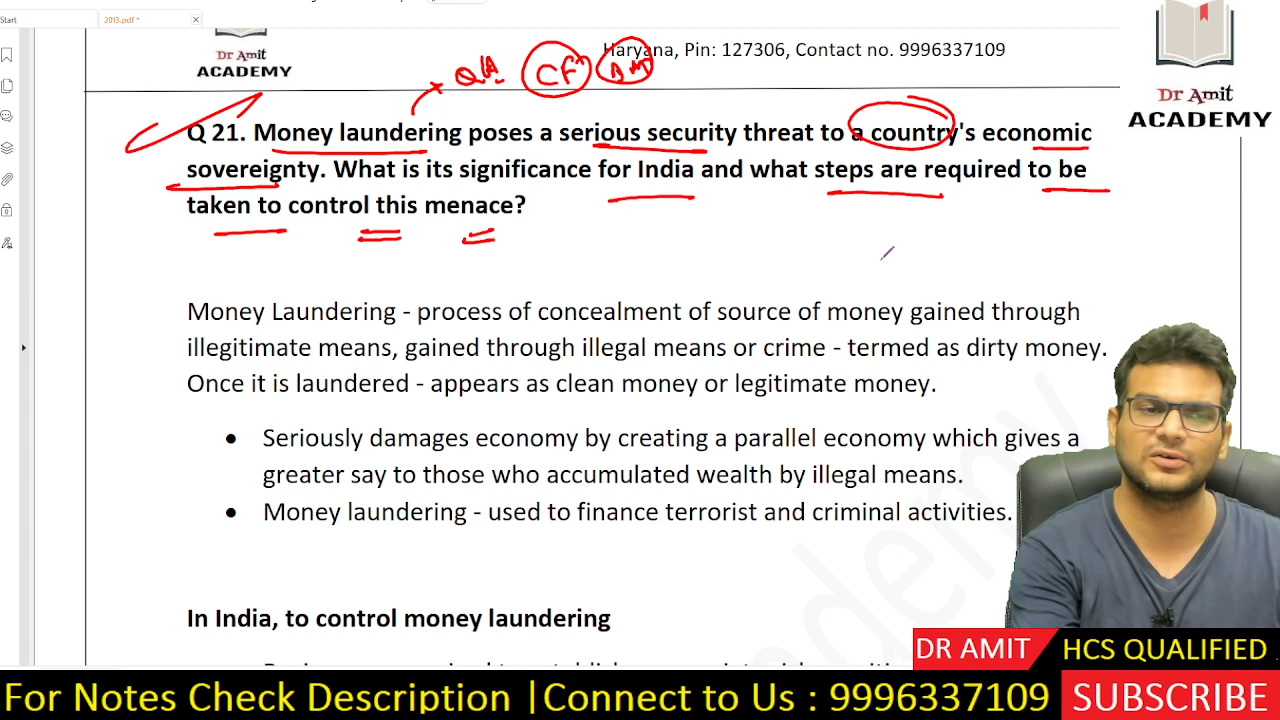 Start
2013.pdf *
Dr Amit
ACADEMY
Haryana, Pin: 127306, Contact no. 9996337109
Dr Amit
ACADEMY
CFT
Q 21. Money laundering poses a serious security threat to a country's economic
sovereignty. What is its significance for India and what steps are required to be
taken to control this menace?
Money Laundering - process of concealment of source of money gained through
illegitimate means, gained through illegal means or crime - termed as dirty money.
Once it is laundered - appears as clean money or legitimate money.
• Seriously damages economy by creating a parallel economy which gives a
greater say to those who accumulated wealth by illegal means.
• Money laundering - used to finance terrorist and criminal activities.
In India, to control money laundering
DR AMIT HCS QUALIFIED
For Notes Check Description |Connect to Us : 9996337109 SUBSCRIBE